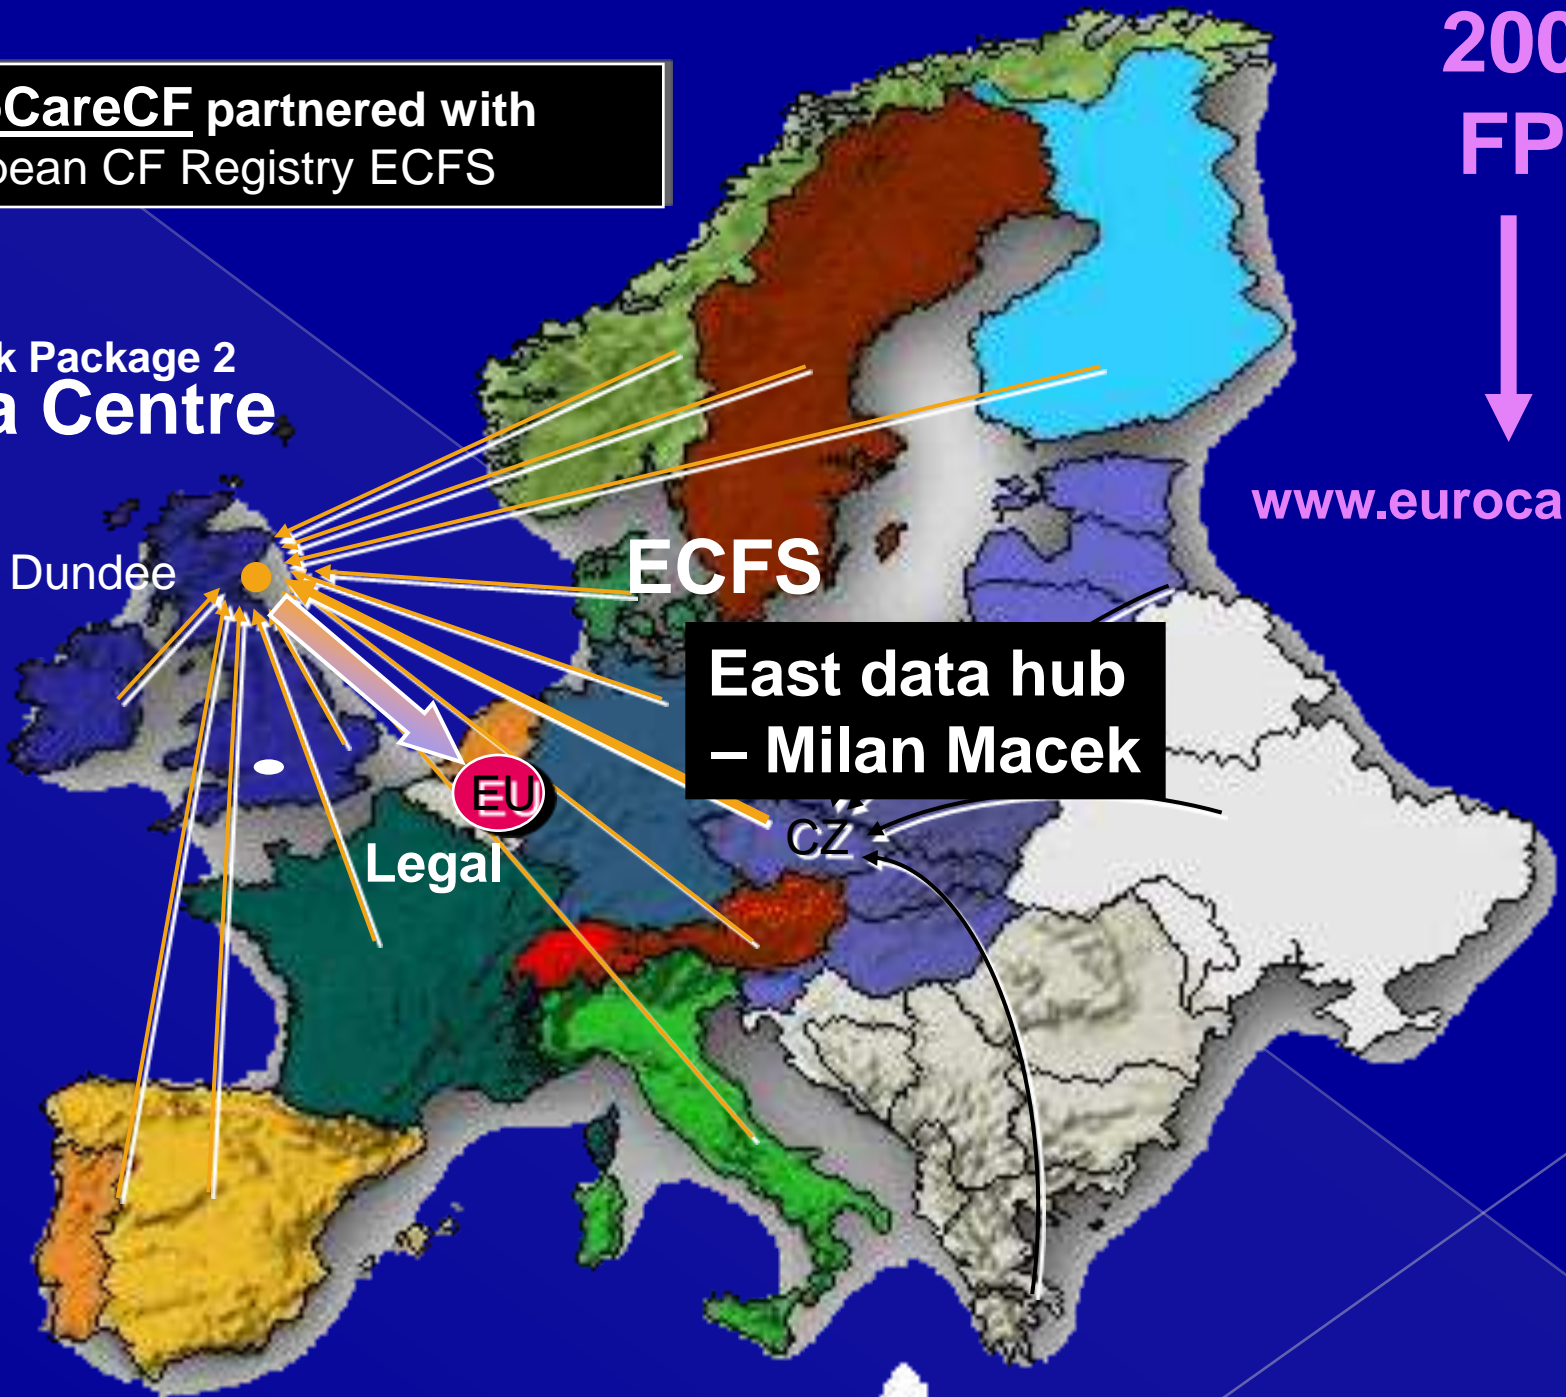 oCareCF partnered with
pean CF Registry ECFS
200
FP
www.euroca
k Package 2
a Centre
Dundee
ECFS
East data hub
– Milan Macek
EU
CZ
Legal